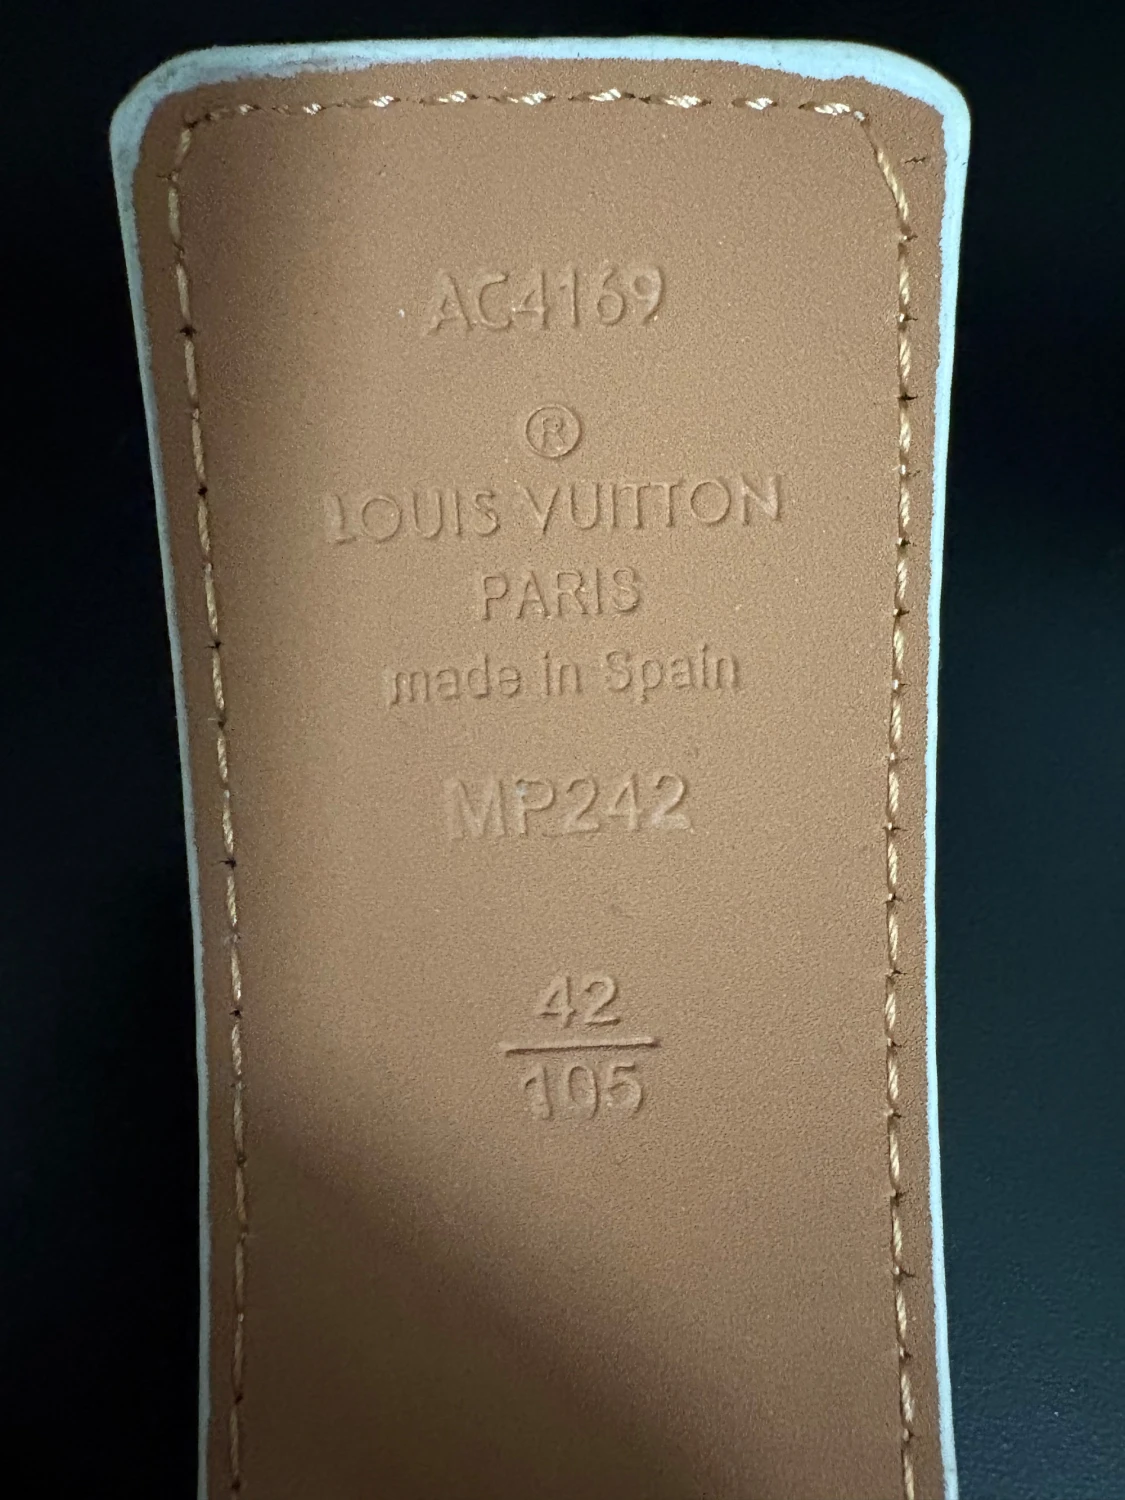 AC4169
®
LOUIS VUITTON
PARIS
made in Spain
MP242
42
105